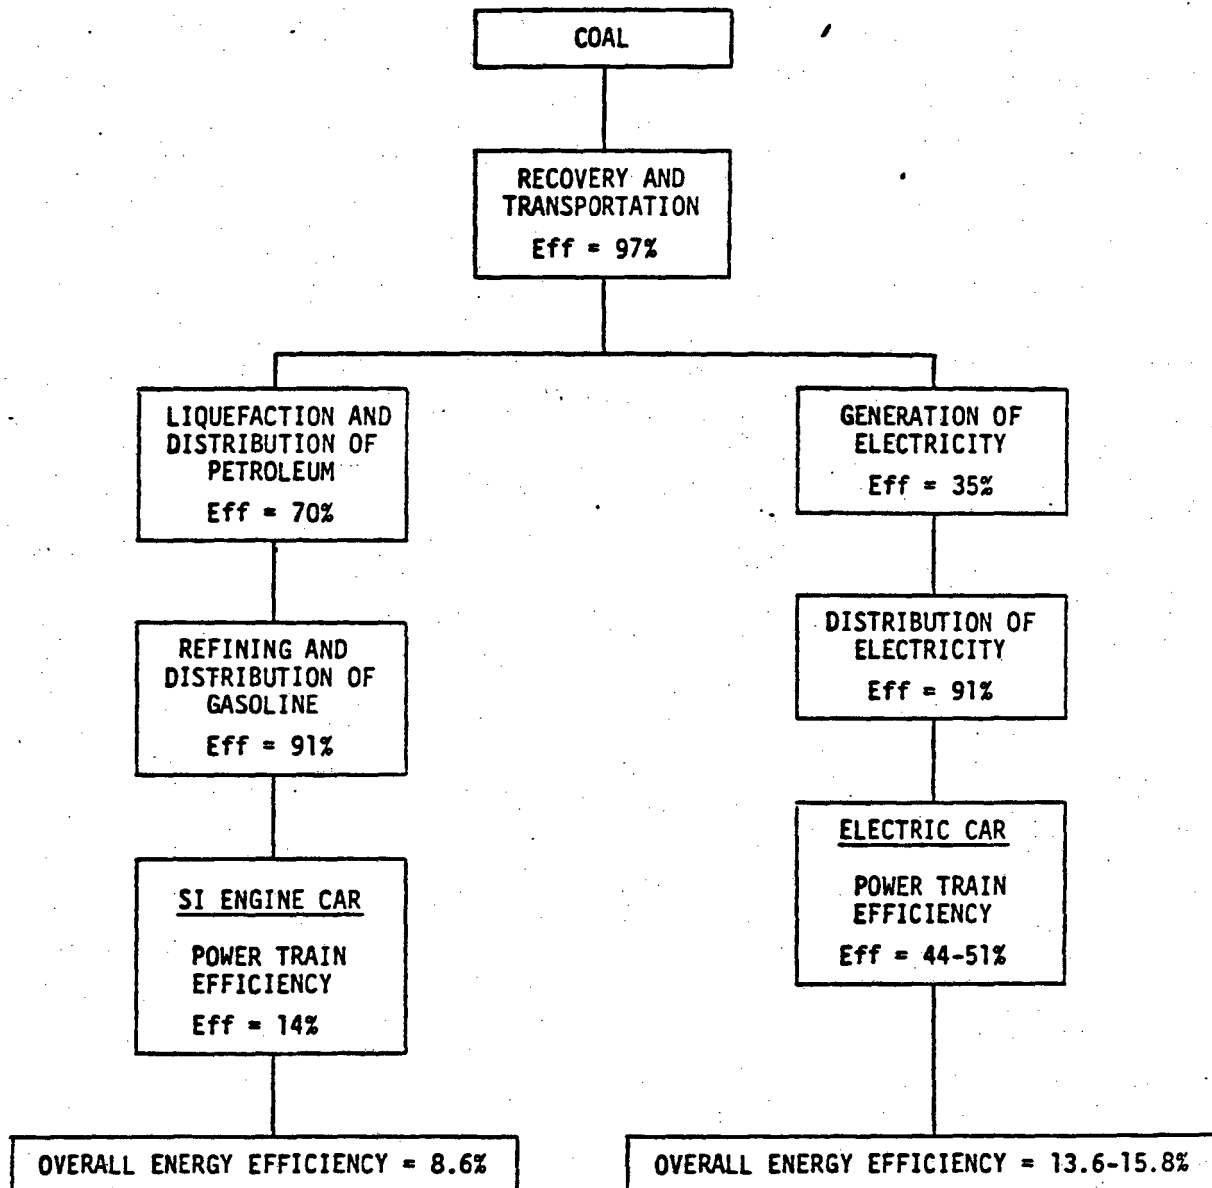 COAL
RECOVERY AND
TRANSPORTATION
Eff = 97%
LIQUEFACTION AND
DISTRIBUTION OF
PETROLEUM
Eff = 70%
REFINING AND
DISTRIBUTION OF
GASOLINE
Eff = 91%
SI ENGINE CAR
POWER TRAIN
EFFICIENCY
Eff = 14%
OVERALL ENERGY EFFICIENCY = 8.6%
GENERATION OF
ELECTRICITY
Eff = 35%
DISTRIBUTION OF
ELECTRICITY
Eff = 91%
ELECTRIC CAR
POWER TRAIN
EFFICIENCY
Eff = 44-51%
OVERALL ENERGY EFFICIENCY = 13.6-15.8%